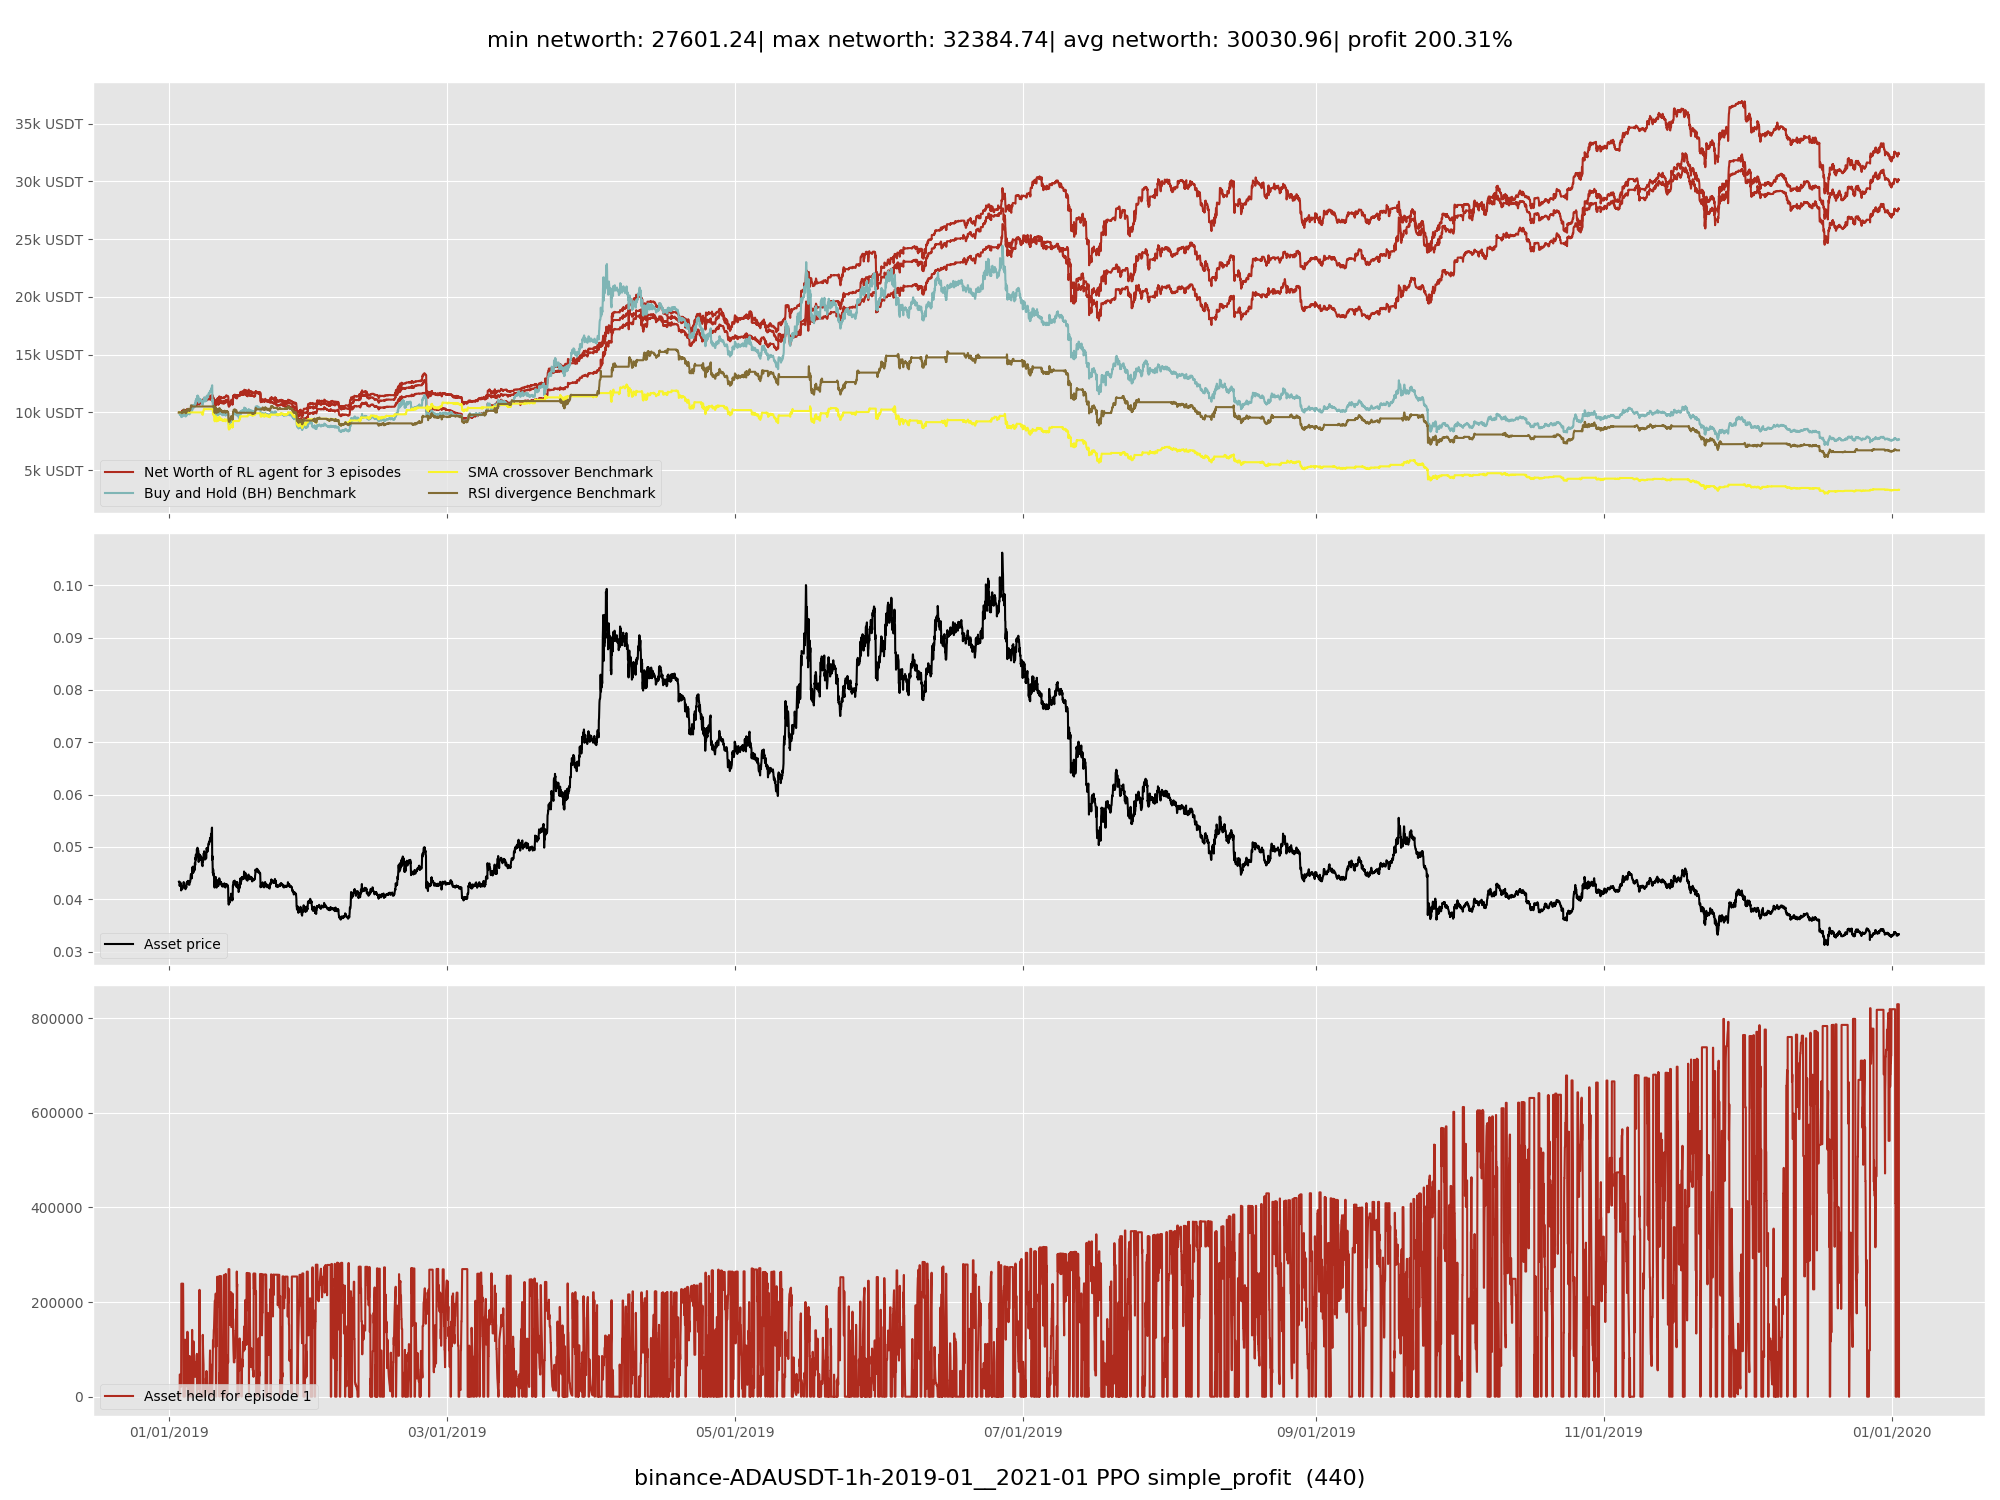 min networth: 27601.24| max networth: 32384.74| avg networth: 30030.96| profit 200.31%
35k USDT
30k USDT
25k USDT
20k USDT
15k USDT
10k USDT
5k USDT
Net Worth of RL agent for 3 episodes
Buy and Hold (BH) Benchmark
SMA crossover Benchmark
RSI divergence Benchmark
0.10
0.09
0.08
0.07
0.06
0.05
0.04
0.03
Asset price
800000
600000
400000
200000
0
Asset held for episode 1
01/01/2019 03/01/2019 05/01/2019 07/01/2019 09/01/2019 11/01/2019 01/01/2020
binance-ADAUSDT-1h-2019-01__2021-01 PPO simple_profit (440)